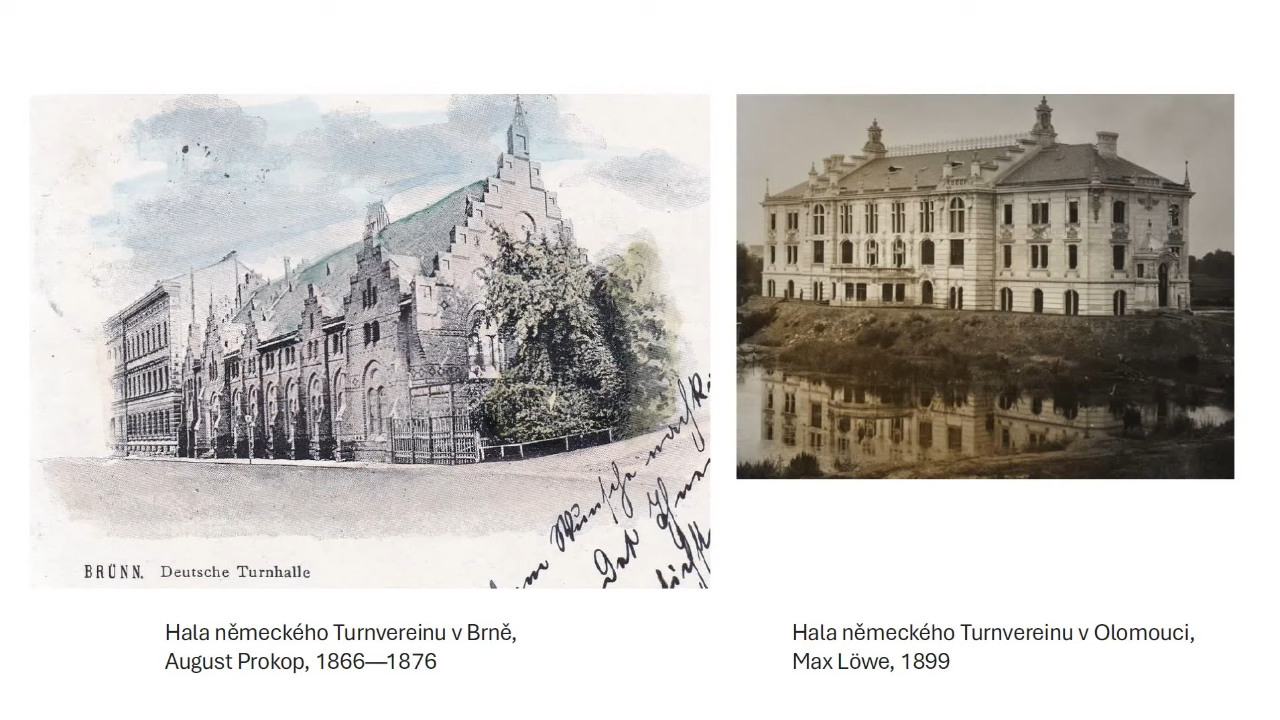 BRÜNN. Deutsche Turnhalle
Hala německého Turnvereinu v Brně,
August Prokop, 1866—1876
Hala německého Turnvereinu v Olomouci,
Max Löwe, 1899